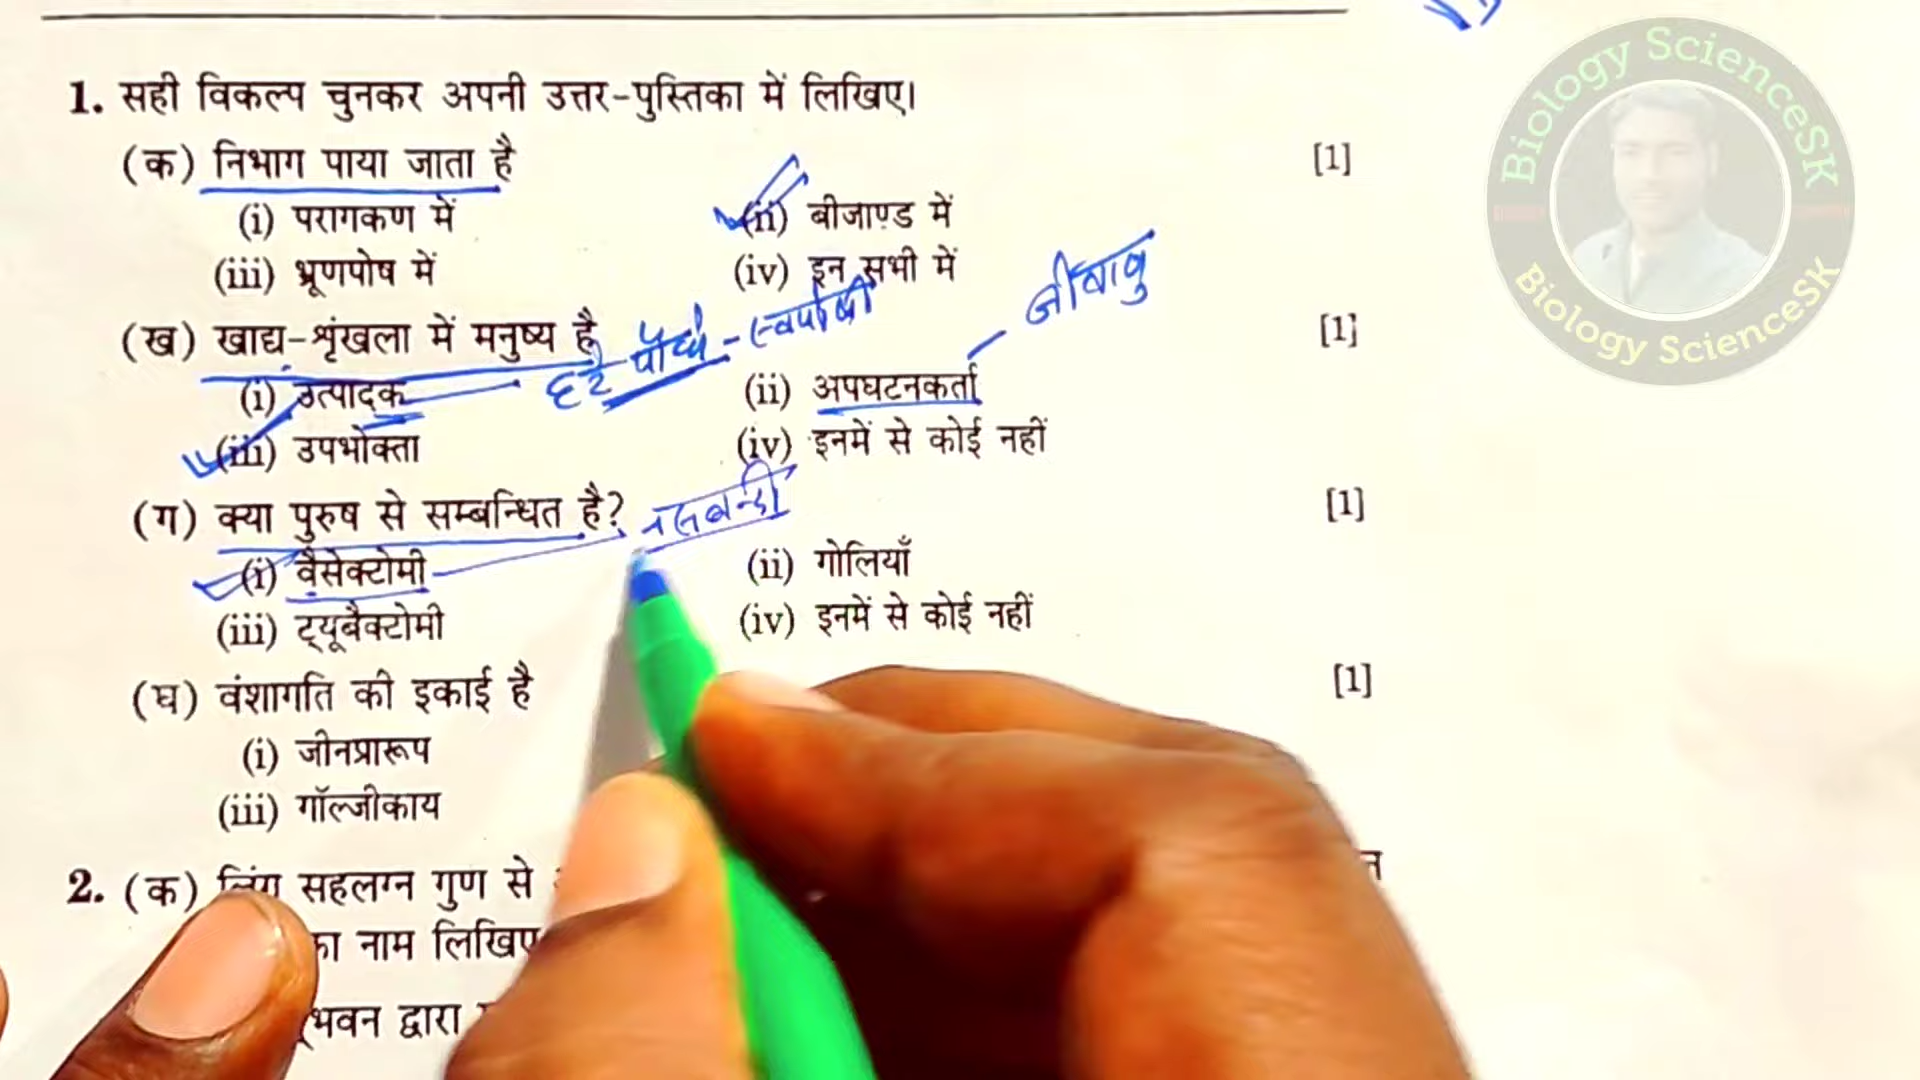 1. सही विकल्प चुनकर अपनी उत्तर-पुस्तिका में लिखिए।
(क) निभाग पाया जाता है [1]
(i) परागकण में (ii) बीजाण्ड में
(iii) भ्रूणपोष में (iv) इन सभी में
जीवाणु
(ख) खाद्य-शृंखला में मनुष्य है [1]
हरे पौधे - स्वपोषी
(i) उत्पादक (ii) अपघटनकर्ता
(iii) उपभोक्ता (iv) इनमें से कोई नहीं
(ग) क्या पुरुष से सम्बन्धित है? नसबन्दी [1]
(i) वैसेक्टोमी (ii) गोलियाँ
(iii) ट्यूबैक्टोमी (iv) इनमें से कोई नहीं
(घ) वंशागति की इकाई है [1]
(i) जीनप्रारूप
(iii) गॉल्जीकाय
2. (क) लिंग सहलग्न गुण से
का नाम लिखिए
द्वारा
Biology ScienceSK
Biology ScienceSK